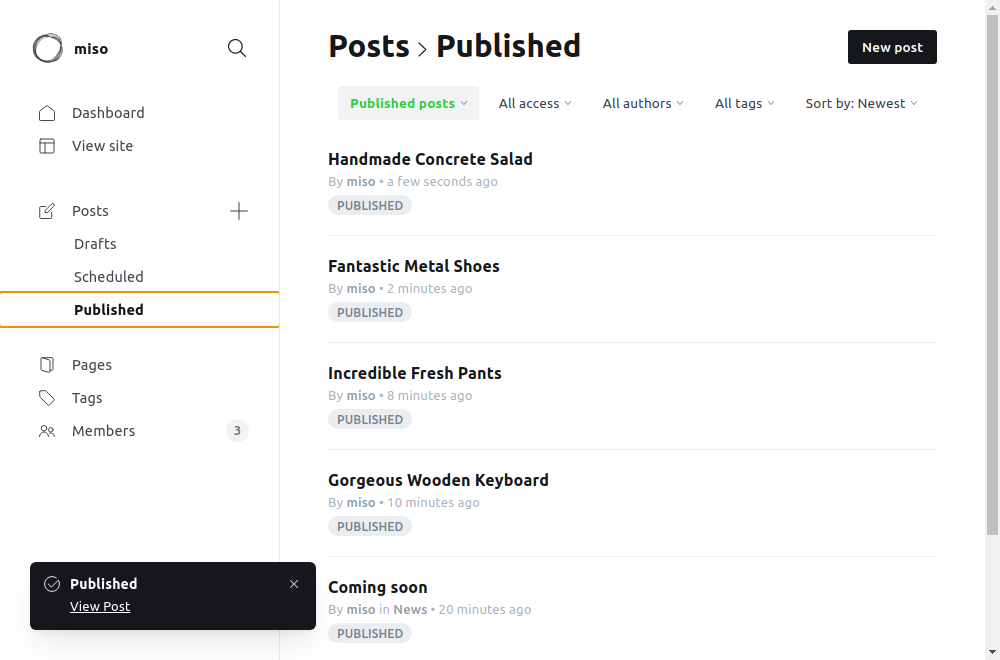 miso
Dashboard
View site
Posts
Drafts
Scheduled
Published
Pages
Tags
Members 3
Published
View Post
Posts > Published
New post
Published posts All access All authors All tags Sort by: Newest
Handmade Concrete Salad
By miso • a few seconds ago
PUBLISHED
Fantastic Metal Shoes
By miso • 2 minutes ago
PUBLISHED
Incredible Fresh Pants
By miso • 8 minutes ago
PUBLISHED
Gorgeous Wooden Keyboard
By miso • 10 minutes ago
PUBLISHED
Coming soon
By miso in News • 20 minutes ago
PUBLISHED